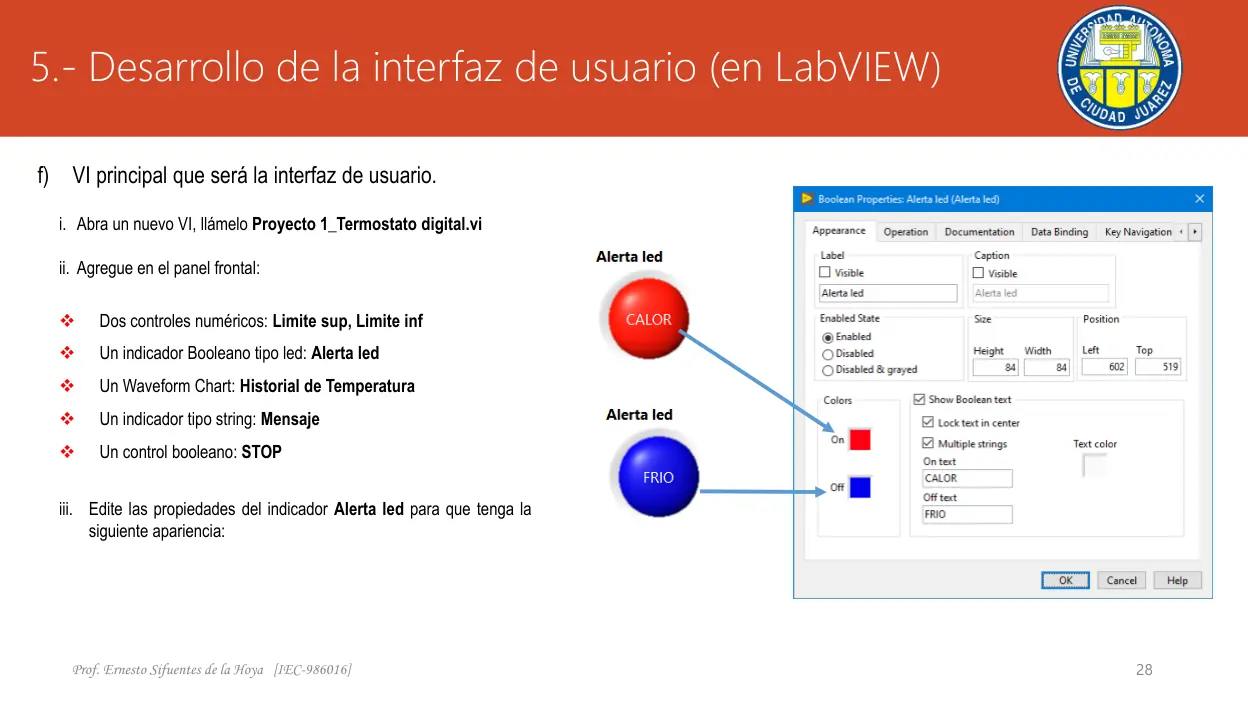 5.- Desarrollo de la interfaz de usuario (en LabVIEW)
UNIVERSIDAD AUTONOMA
DE CIUDAD JUAREZ
f) VI principal que será la interfaz de usuario.
i. Abra un nuevo VI, llámelo Proyecto 1_Termostato digital.vi
ii. Agregue en el panel frontal:
❖ Dos controles numéricos: Limite sup, Limite inf
❖ Un indicador Booleano tipo led: Alerta led
❖ Un Waveform Chart: Historial de Temperatura
❖ Un indicador tipo string: Mensaje
❖ Un control booleano: STOP
iii. Edite las propiedades del indicador Alerta led para que tenga la
siguiente apariencia:
Alerta led
CALOR
Alerta led
FRIO
Boolean Properties: Alerta led (Alerta led)
Appearance Operation Documentation Data Binding Key Navigation
Label
Visible
Alerta led
Caption
Visible
Alerta led
Enabled State
Enabled
Disabled
Disabled & grayed
Size
Height Width
84 84
Position
Left Top
602 519
Colors
On
Off
Show Boolean text
Lock text in center
Multiple strings
Text color
On text
CALOR
Off text
FRIO
OK Cancel Help
Prof. Ernesto Sifuentes de la Hoya [IEC-986016]
28